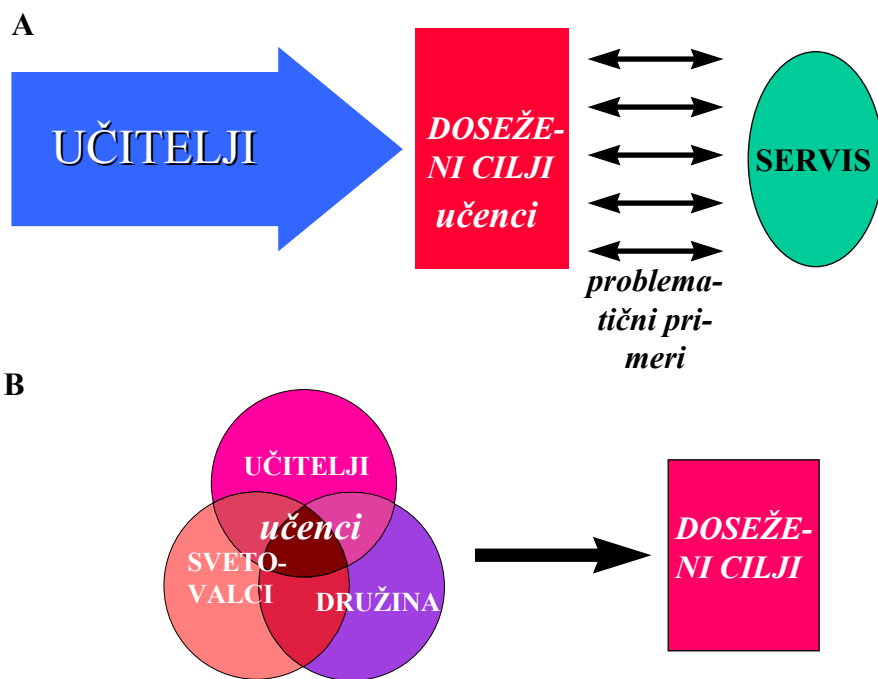 A
UČITELJI
DOSEŽE-
NI CILJI
učenci
SERVIS
problema-
tični pri-
meri
B
UČITELJI
učenci
SVETO-
VALCI
DRUŽINA
DOSEŽE-
NI CILJI